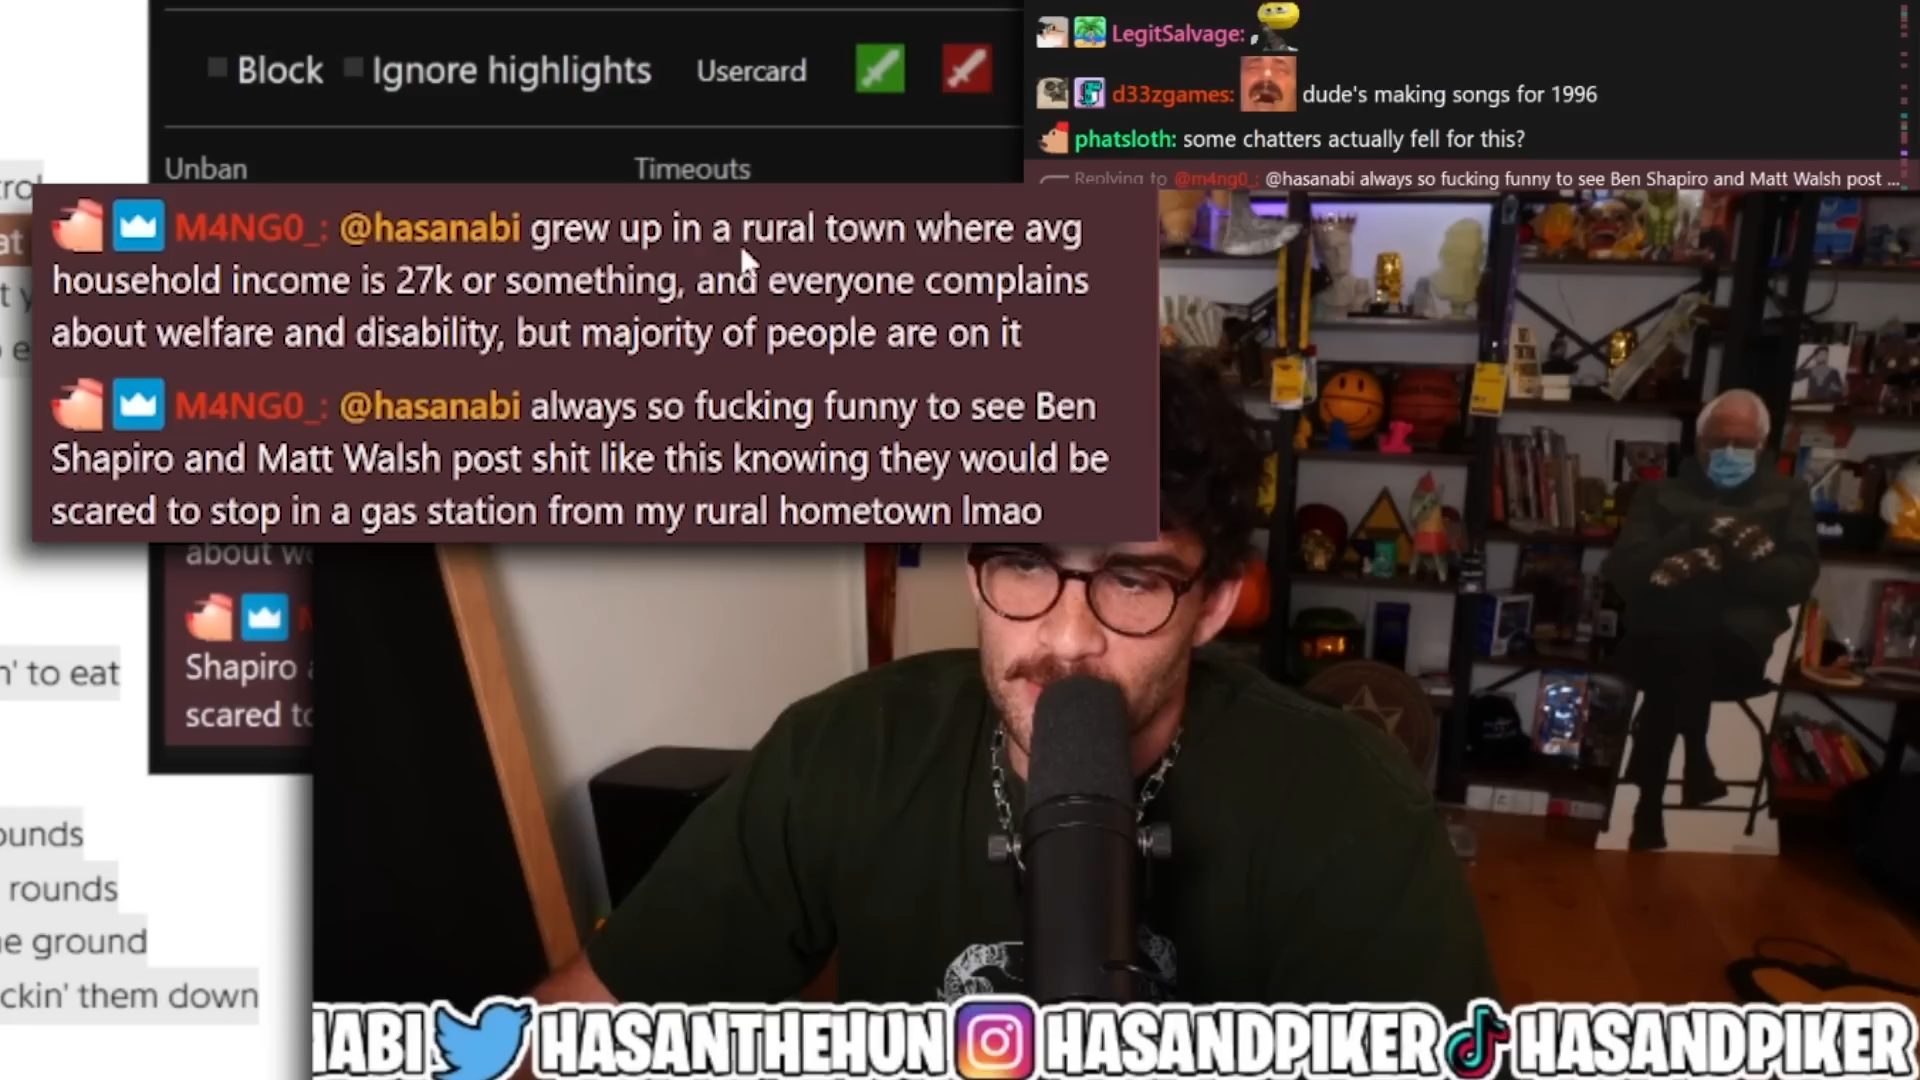 Block Ignore highlights Usercard
Unban Timeouts
LegitSalvage:
d33zgames: dude's making songs for 1996
phatsloth: some chatters actually fell for this?
Replying to @m4ng0_: @hasanabi always so fucking funny to see Ben Shapiro and Matt Walsh post ...
M4NG0_: @hasanabi grew up in a rural town where avg
household income is 27k or something, and everyone complains
about welfare and disability, but majority of people are on it
M4NG0_: @hasanabi always so fucking funny to see Ben
Shapiro and Matt Walsh post shit like this knowing they would be
scared to stop in a gas station from my rural hometown lmao
about we
Shapiro
scared to
n' to eat
ounds
rounds
e ground
ckin' them down
ABI HASANTHEHUN HASANDPIKER HASANDPIKER